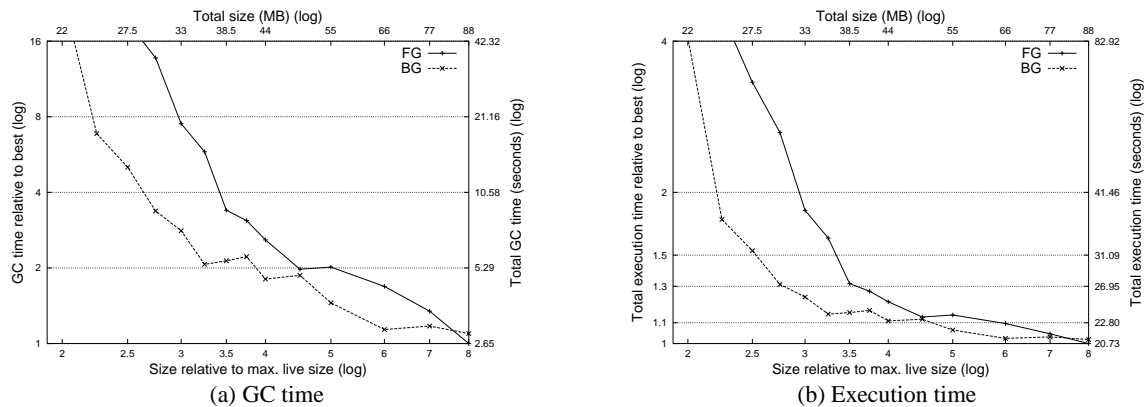 Total size (MB) (log)
22 27.5 33 38.5 44 55 66 77 88
GC time relative to best (log)
16
8
4
2
1
FG
BG
42.32
21.16
10.58
5.29
2.65
Total GC time (seconds) (log)
2 2.5 3 3.5 4 5 6 7 8
Size relative to max. live size (log)
(a) GC time
Total size (MB) (log)
22 27.5 33 38.5 44 55 66 77 88
Total execution time relative to best (log)
4
2
1.5
1.3
1.1
1
FG
BG
82.92
41.46
31.09
26.95
22.80
20.73
Total execution time (seconds) (log)
2 2.5 3 3.5 4 5 6 7 8
Size relative to max. live size (log)
(b) Execution time